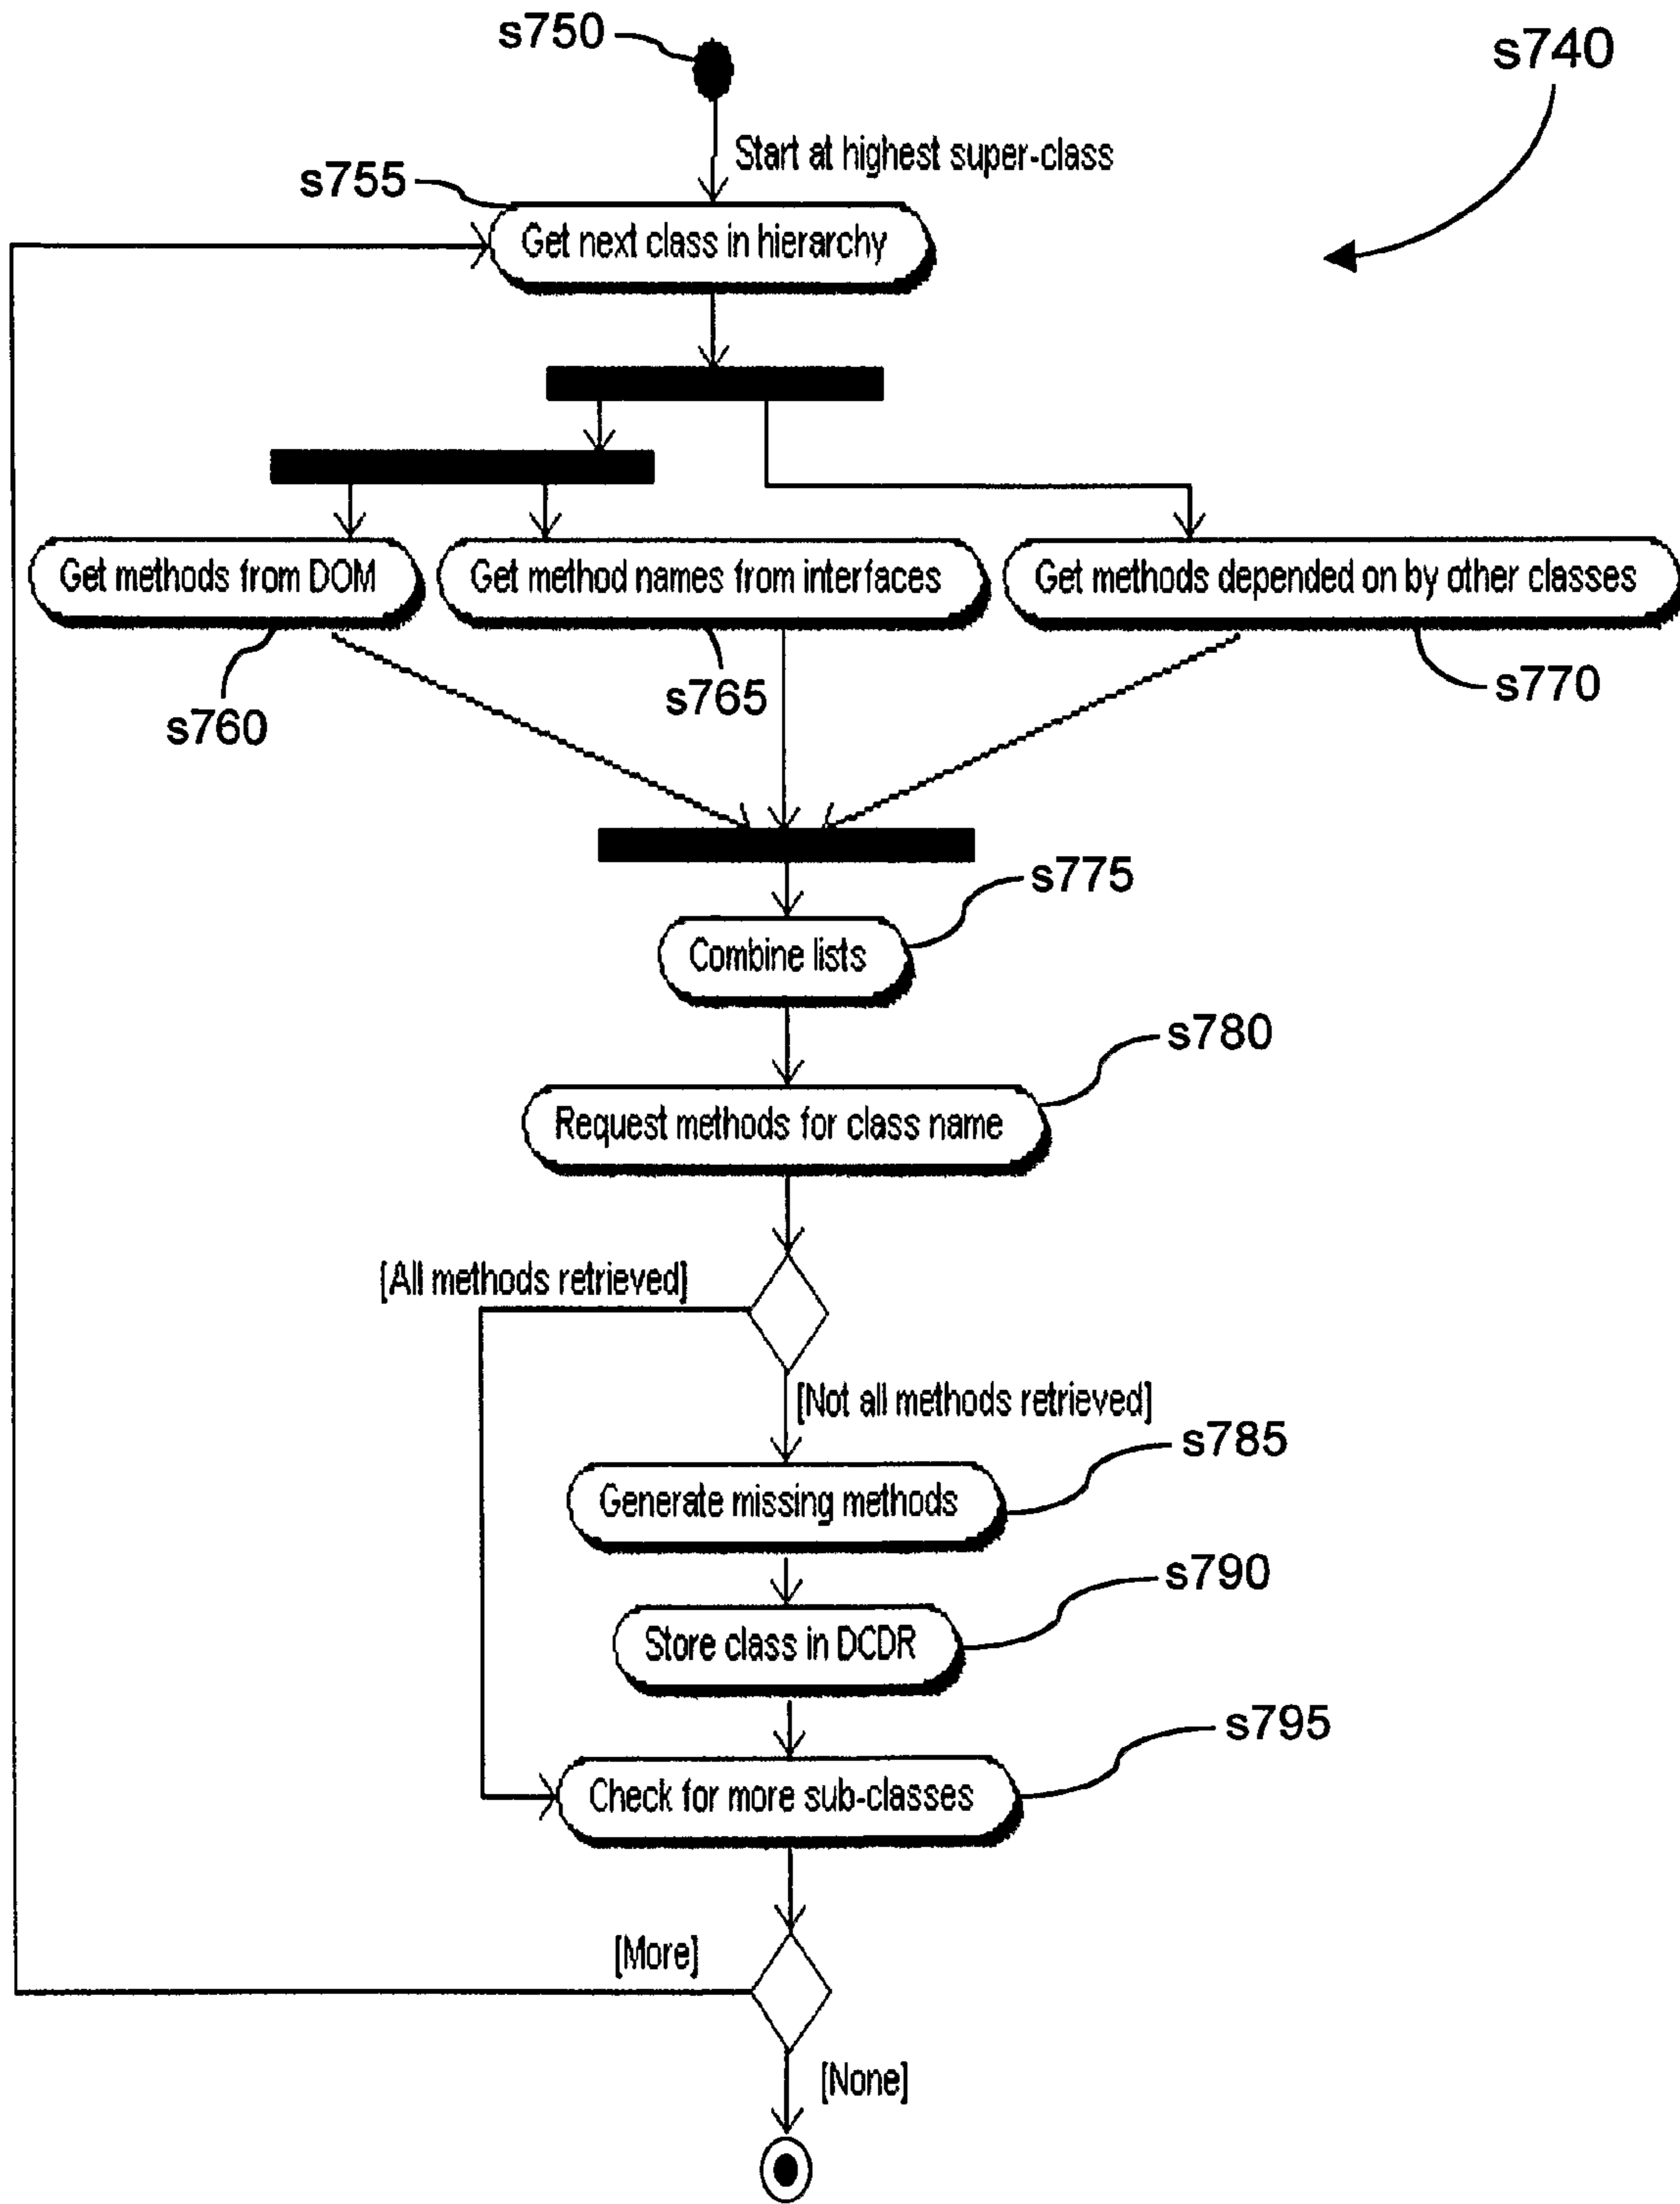 s750
s740
Start at highest super-class
s755
Get next class in hierarchy
Get methods from DOM
Get method names from interfaces
Get methods depended on by other classes
s760
s765
s770
s775
Combine lists
s780
Request methods for class name
[All methods retrieved]
[Not all methods retrieved]
s785
Generate missing methods
s790
Store class in DCDR
s795
Check for more sub-classes
[More]
[None]